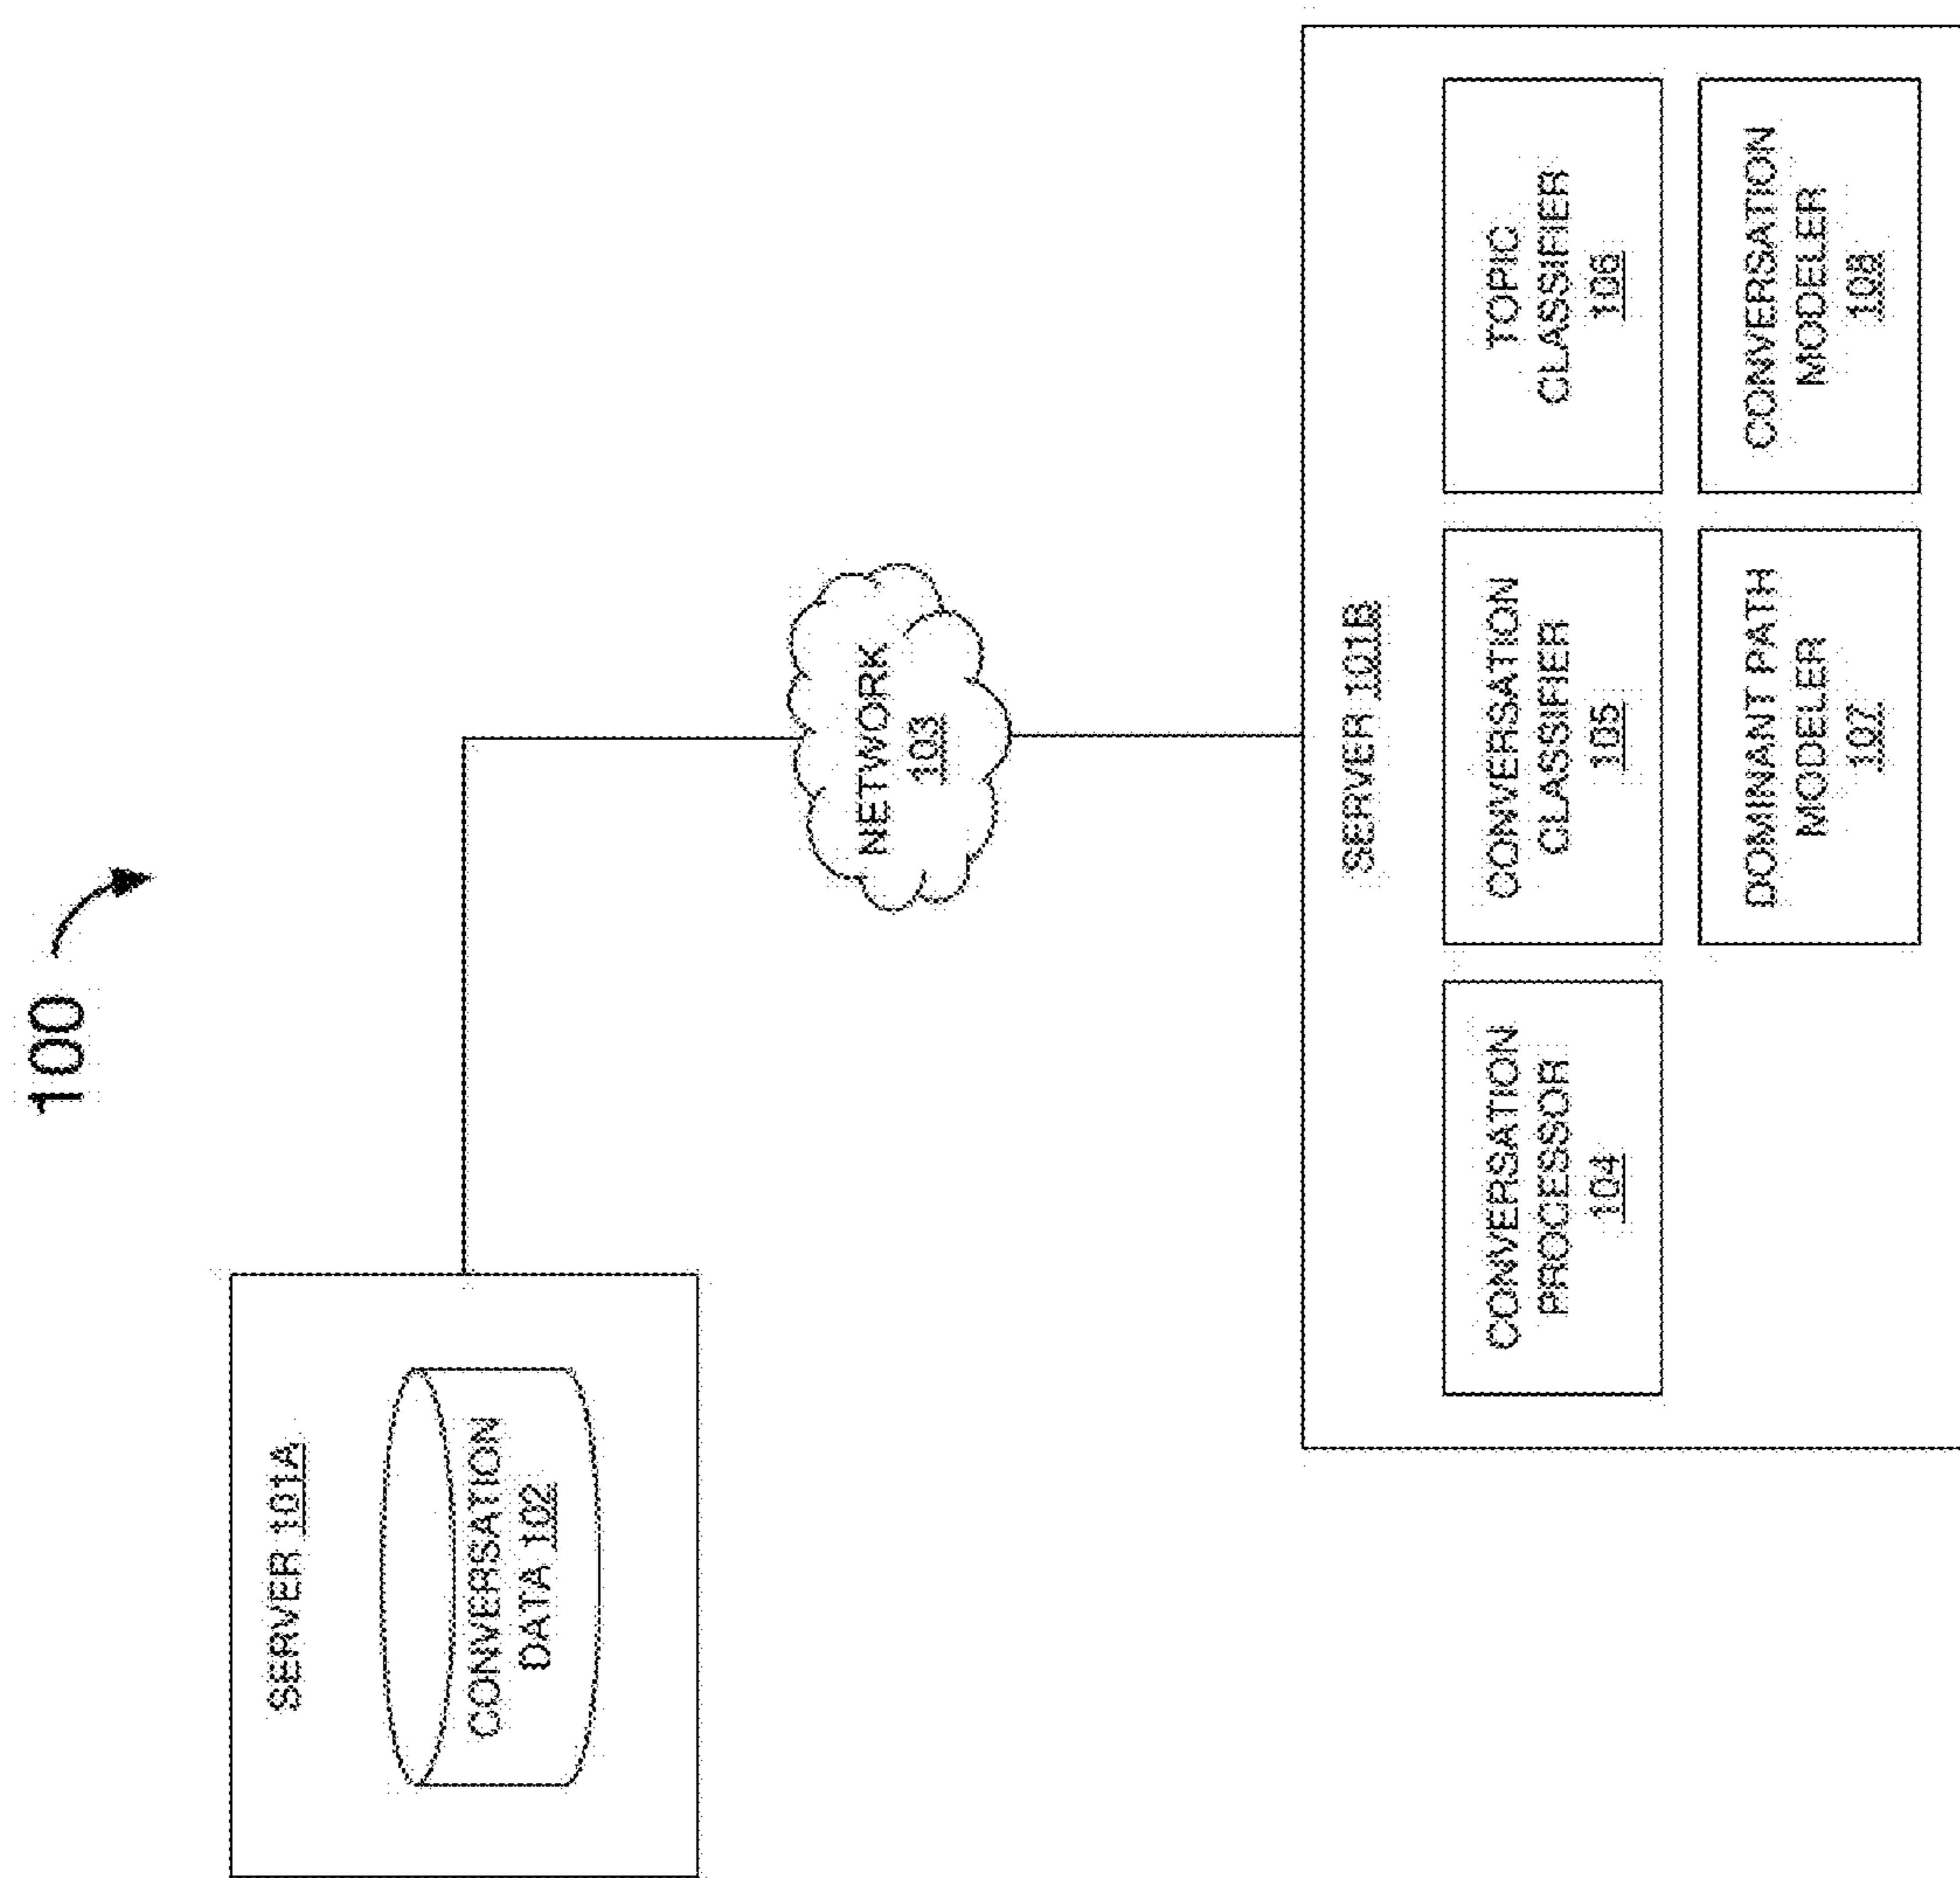 100
SERVER 101A
CONVERSATION
DATA 102
NETWORK
103
SERVER 101B
CONVERSATION
PROCESSOR
104
CONVERSATION
CLASSIFIER
105
TOPIC
CLASSIFIER
106
DOMINANT PATH
MODELER
107
CONVERSATION
MODELER
108